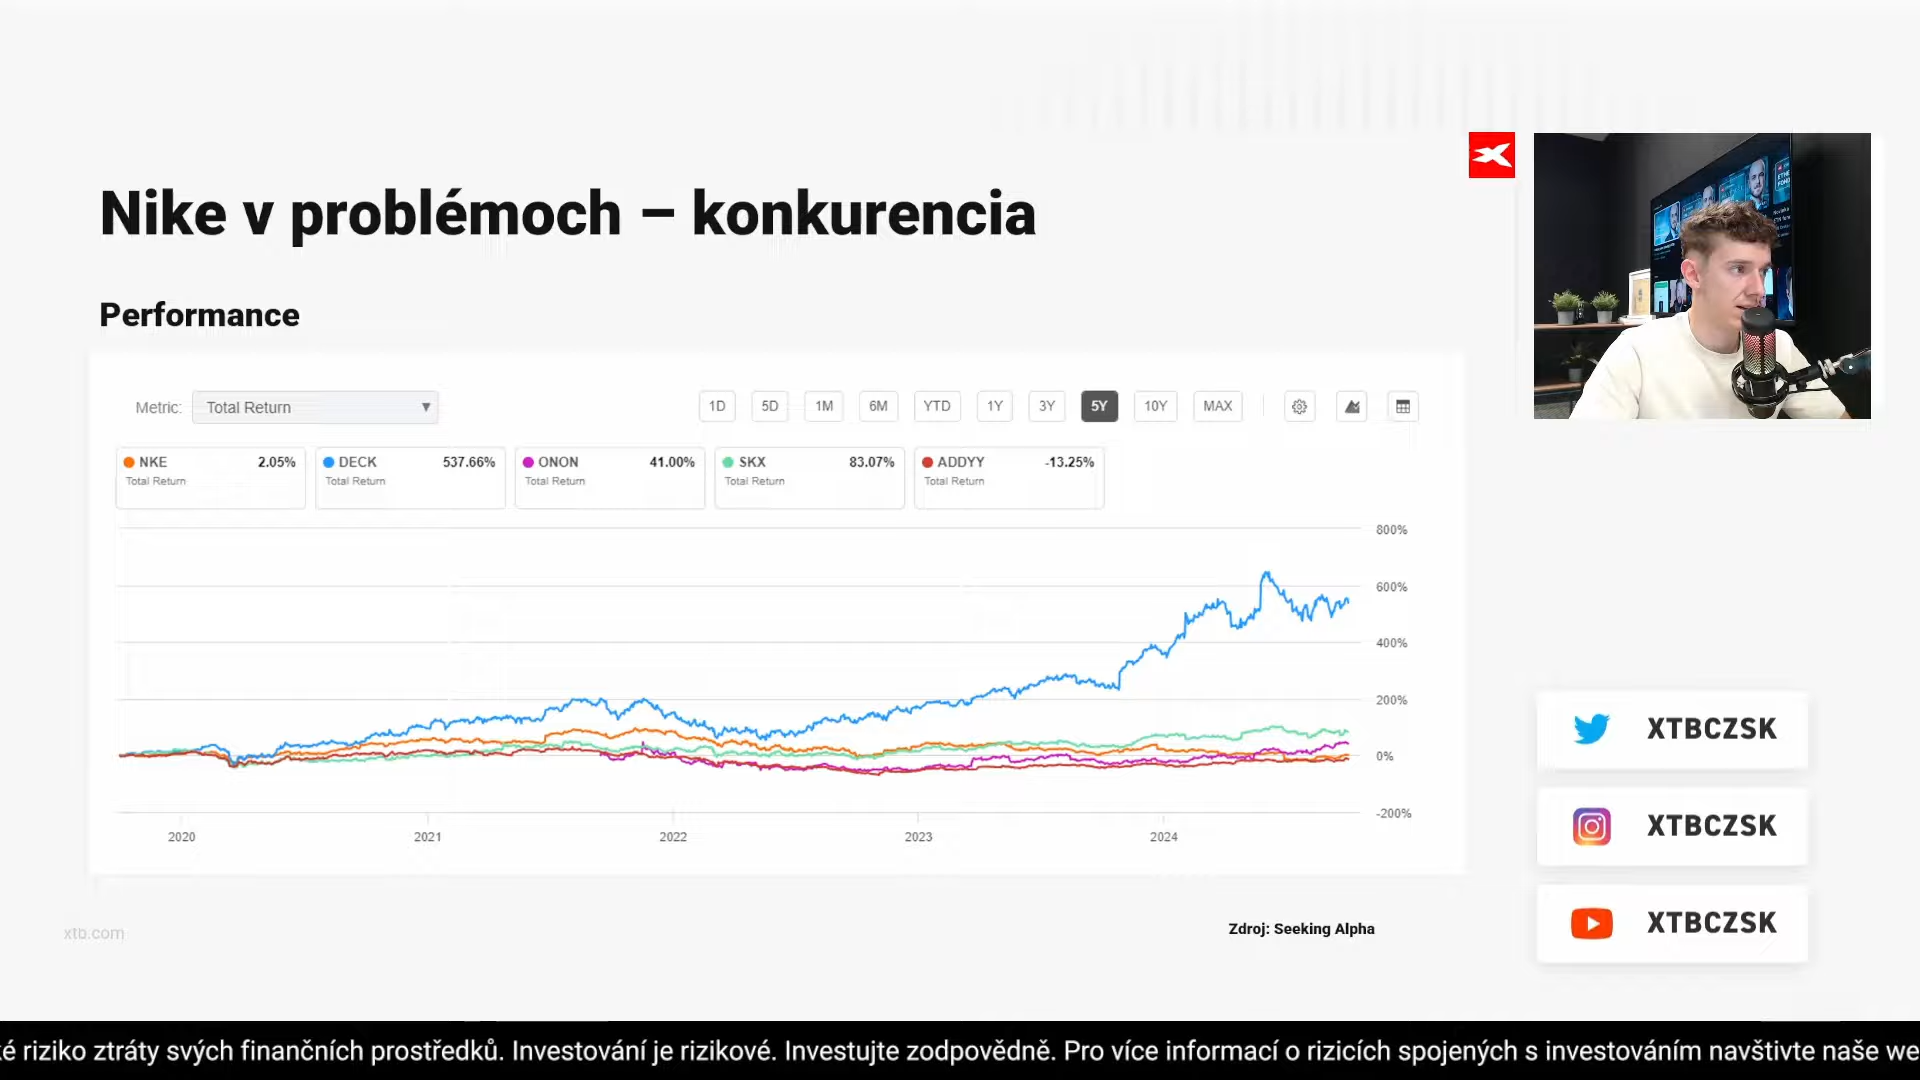 Nike v problémoch – konkurencia
Performance
Metric: Total Return
1D 5D 1M 6M YTD 1Y 3Y 5Y 10Y MAX
NKE 2.05%
Total Return
DECK 537.66%
Total Return
ONON 41.00%
Total Return
SKX 83.07%
Total Return
ADDYY -13.25%
Total Return
800%
600%
400%
200%
0%
-200%
2020 2021 2022 2023 2024
xtb.com
Zdroj: Seeking Alpha
XTBCZSK
XTBCZSK
XTBCZSK
é riziko ztráty svých finančních prostředků. Investování je rizikové. Investujte zodpovědně. Pro více informací o rizicích spojených s investováním navštivte naše we